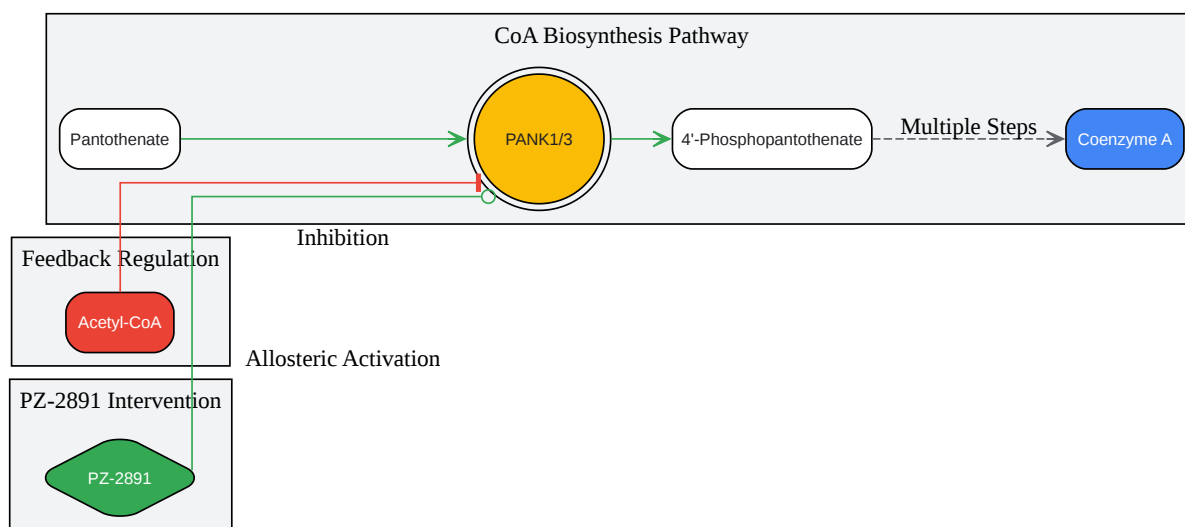 CoA Biosynthesis Pathway
Pantothenate
PANK1/3
4'-Phosphopantothenate
Multiple Steps
Coenzyme A
Inhibition
Feedback Regulation
Acetyl-CoA
Allosteric Activation
PZ-2891 Intervention
PZ-2891